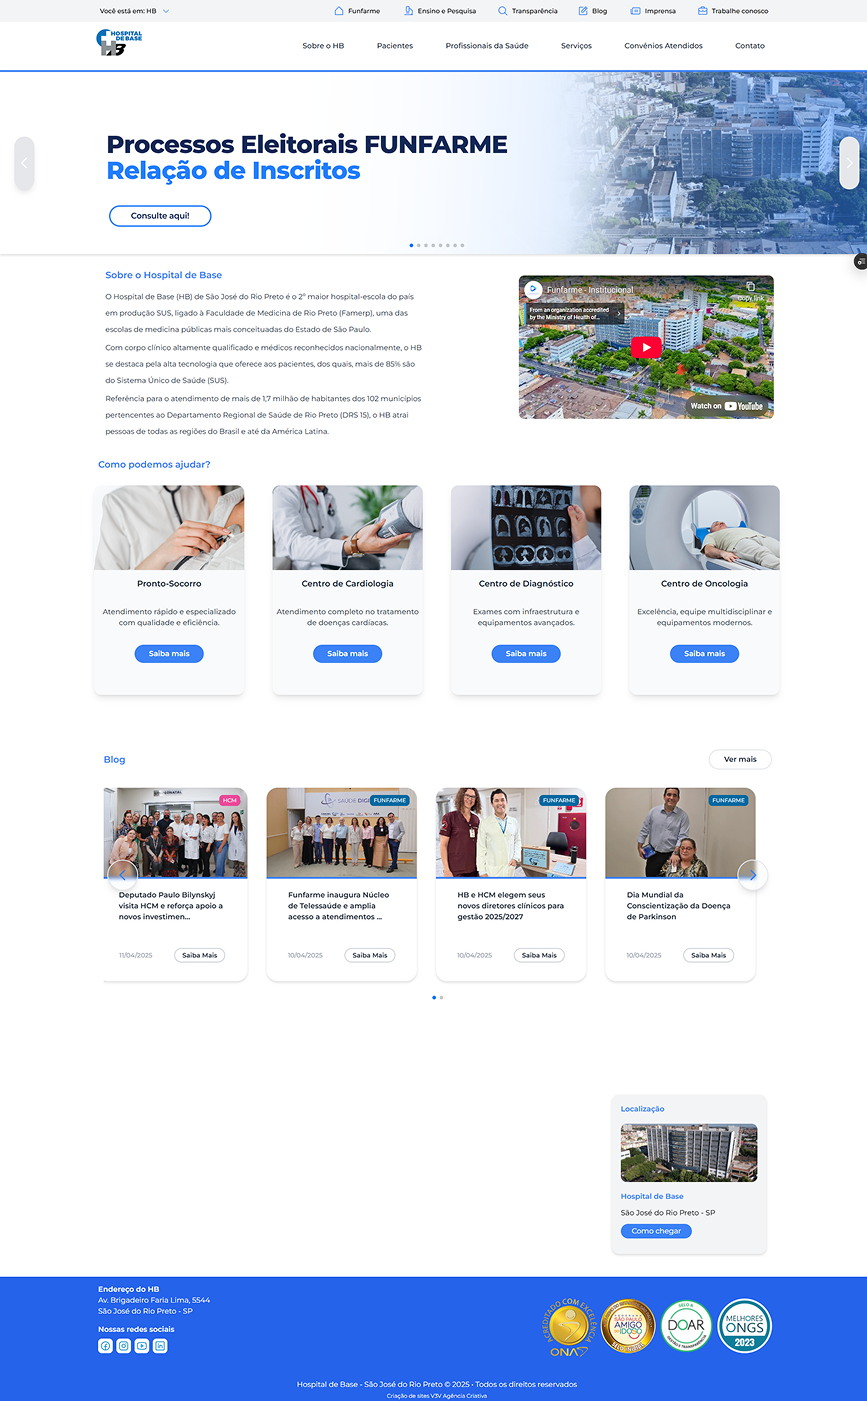 Você está em: HB
Funfarme
Ensino e Pesquisa
Transparência
Blog
Imprensa
Trabalhe conosco
HOSPITAL
DE BASE
HB
Sobre o HB
Pacientes
Profissionais da Saúde
Serviços
Convênios Atendidos
Contato
Processos Eleitorais FUNFARME
Relação de Inscritos
Consulte aqui!
Sobre o Hospital de Base
O Hospital de Base (HB) de São José do Rio Preto é o 2º maior hospital-escola do país
em produção SUS, ligado à Faculdade de Medicina de Rio Preto (Famerp), uma das
escolas de medicina públicas mais conceituadas do Estado de São Paulo.
Com corpo clínico altamente qualificado e médicos reconhecidos nacionalmente, o HB
se destaca pela alta tecnologia que oferece aos pacientes, dos quais, mais de 85% são
do Sistema Único de Saúde (SUS).
Referência para o atendimento de mais de 1,7 milhão de habitantes dos 102 municípios
pertencentes ao Departamento Regional de Saúde de Rio Preto (DRS 15), o HB atrai
pessoas de todas as regiões do Brasil e até da América Latina.
Funfarme - Institucional
Copy link
From an organization accredited
by the Ministry of Health of...
Watch on YouTube
Como podemos ajudar?
Pronto-Socorro
Atendimento rápido e especializado
com qualidade e eficiência.
Saiba mais
Centro de Cardiologia
Atendimento completo no tratamento
de doenças cardíacas.
Saiba mais
Centro de Diagnóstico
Exames com infraestrutura e
equipamentos avançados.
Saiba mais
Centro de Oncologia
Excelência, equipe multidisciplinar e
equipamentos modernos.
Saiba mais
Blog
Ver mais
HCM
Deputado Paulo Bilynskyj
visita HCM e reforça apoio a
novos investimen...
11/04/2025
Saiba Mais
SAÚDE DIGI
FUNFARME
Funfarme inaugura Núcleo
de Telessaúde e amplia
acesso a atendimentos ...
10/04/2025
Saiba Mais
FUNFARME
HB e HCM elegem seus
novos diretores clínicos para
gestão 2025/2027
10/04/2025
Saiba Mais
FUNFARME
Dia Mundial da
Conscientização da Doença
de Parkinson
10/04/2025
Saiba Mais
Localização
Hospital de Base
São José do Rio Preto - SP
Como chegar
Endereço do HB
Av. Brigadeiro Faria Lima, 5544
São José do Rio Preto - SP
Nossas redes sociais
ACREDITADO COM EXCELÊNCIA
ONA
SÃO PAULO
AMIGO
DO IDOSO
SELO
DOAR
GESTÃO E TRANSPARÊNCIA
MELHORES
ONGS
2023
Hospital de Base - São José do Rio Preto © 2025 • Todos os direitos reservados
Criação de sites V3V Agência Criativa